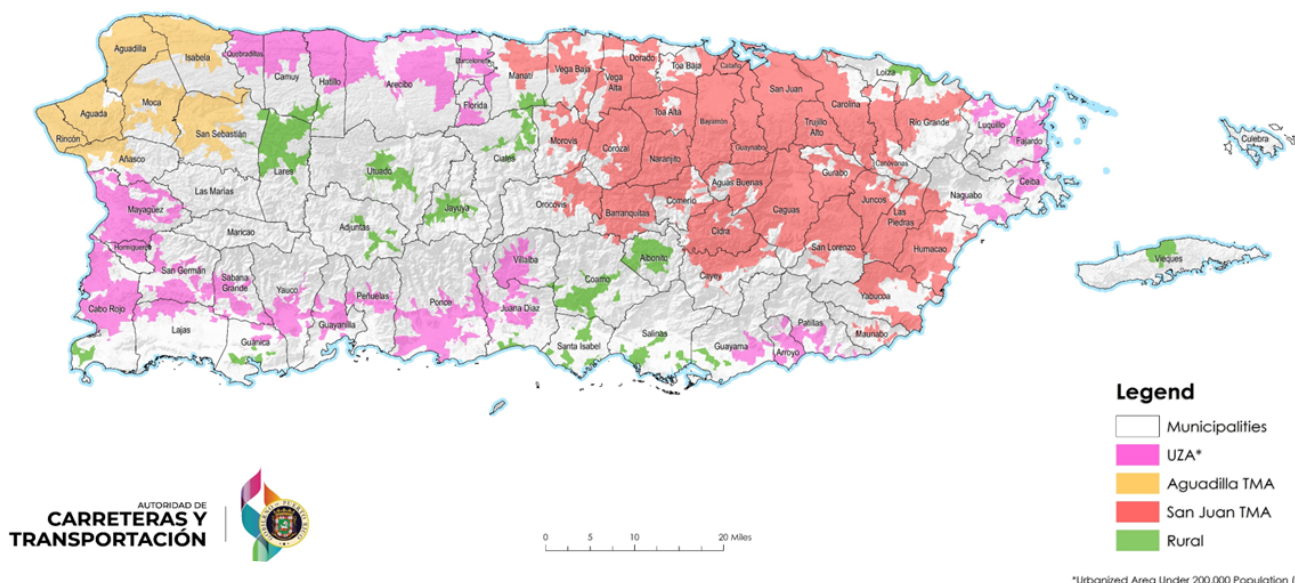 Aguadilla
Isabela
Quebradillas
Camuy
Hatillo
Arecibo
Barceloneta
Manatí
Vega Baja
Vega
Alta
Dorado
Toa Baja
Cataño
San Juan
Loiza
Carolina
Aguada
Moca
San Sebastián
Rincón
Añasco
Lares
Utuado
Florida
Ciales
Morovis
Corozal
Toa Alta
Naranjito
Bayamón
Guaynabo
Trujillo
Alto
Canovanas
Rio Grande
Luquillo
Fajardo
Ceiba
Culebra
Las Marías
Mayagüez
Maricao
Adjuntas
Jayuya
Orocovis
Barranquitas
Comerío
Aguas Buenas
Cidra
Caguas
Gurabo
Juncos
Las
Piedras
Naguabo
Humacao
San Lorenzo
Vieques
Hormigueros
San Germán
Sabana
Grande
Cabo Rojo
Lajas
Guánica
Yauco
Guayanilla
Peñuelas
Ponce
Villalba
Juana Díaz
Coamo
Aibonito
Cayey
Santa Isabel
Salinas
Guayama
Arroyo
Patillas
Yabucoa
Maunabo
Legend
Municipalities
UZA*
Aguadilla TMA
San Juan TMA
Rural
AUTORIDAD DE
CARRETERAS Y
TRANSPORTACIÓN
0 5 10 20 Miles
*Urbanized Area Under 200,000 Population (